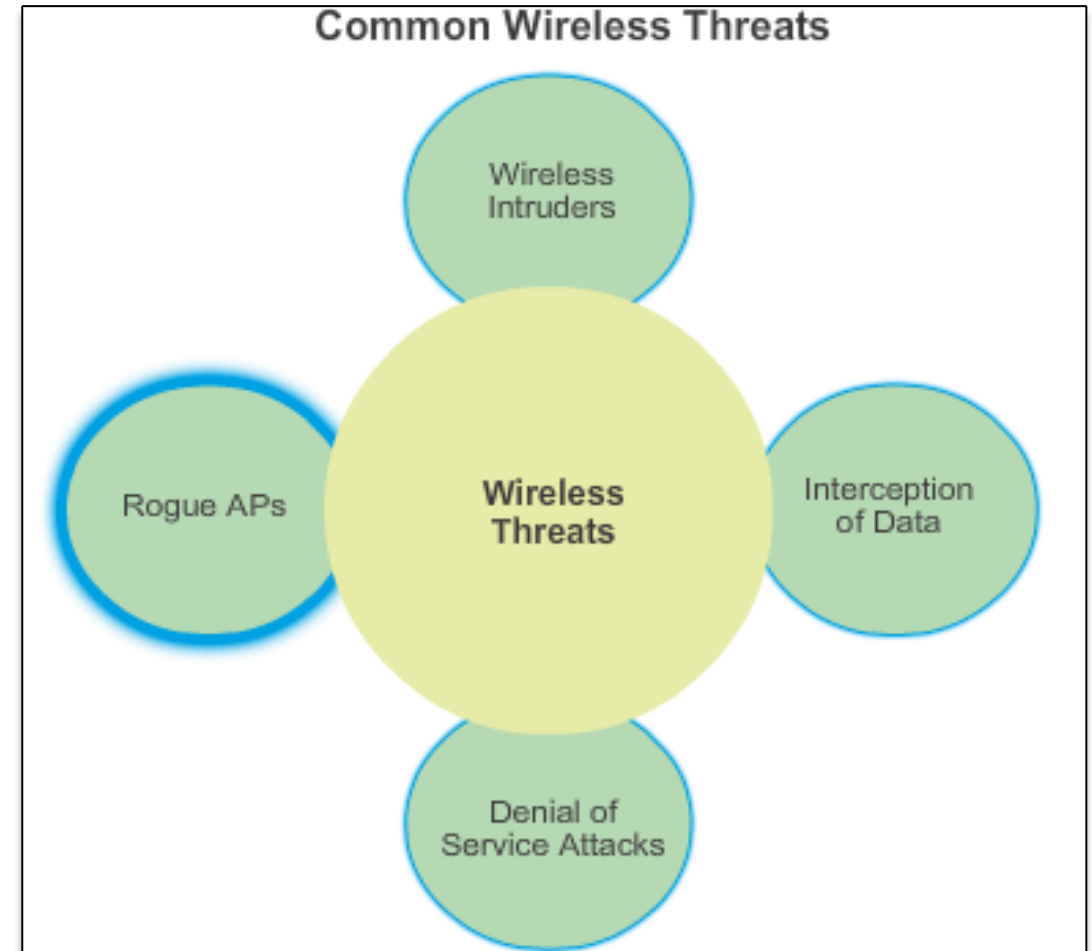 Common Wireless Threats
Wireless
Intruders
Rogue APs
Wireless
Threats
Interception
of Data
Denial of
Service Attacks